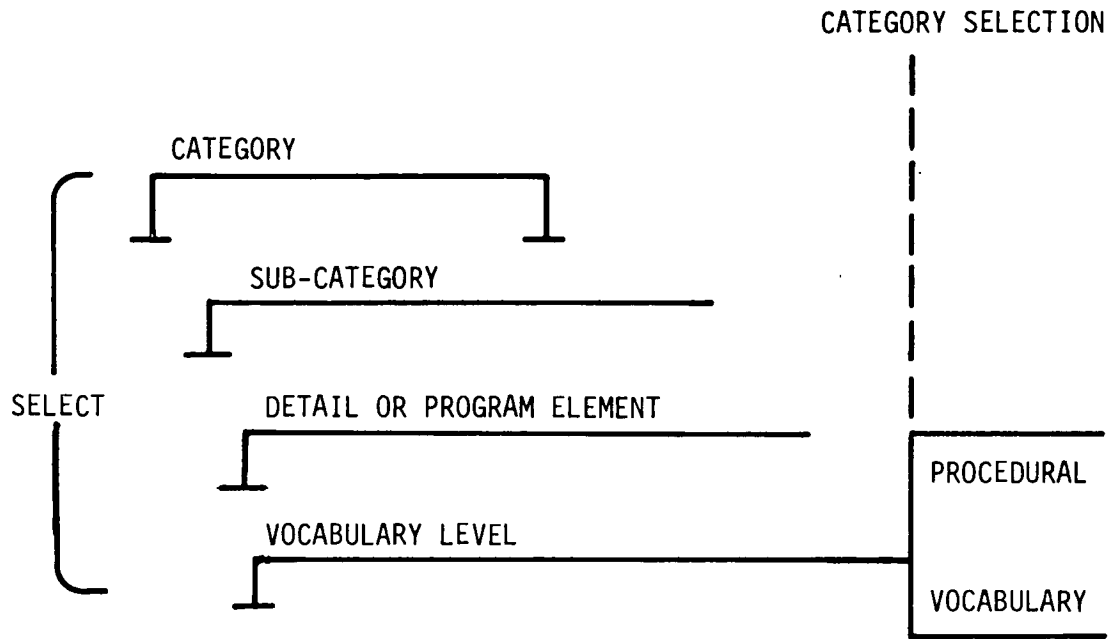 CATEGORY SELECTION
CATEGORY
SUB-CATEGORY
SELECT
DETAIL OR PROGRAM ELEMENT
PROCEDURAL
VOCABULARY LEVEL
VOCABULARY